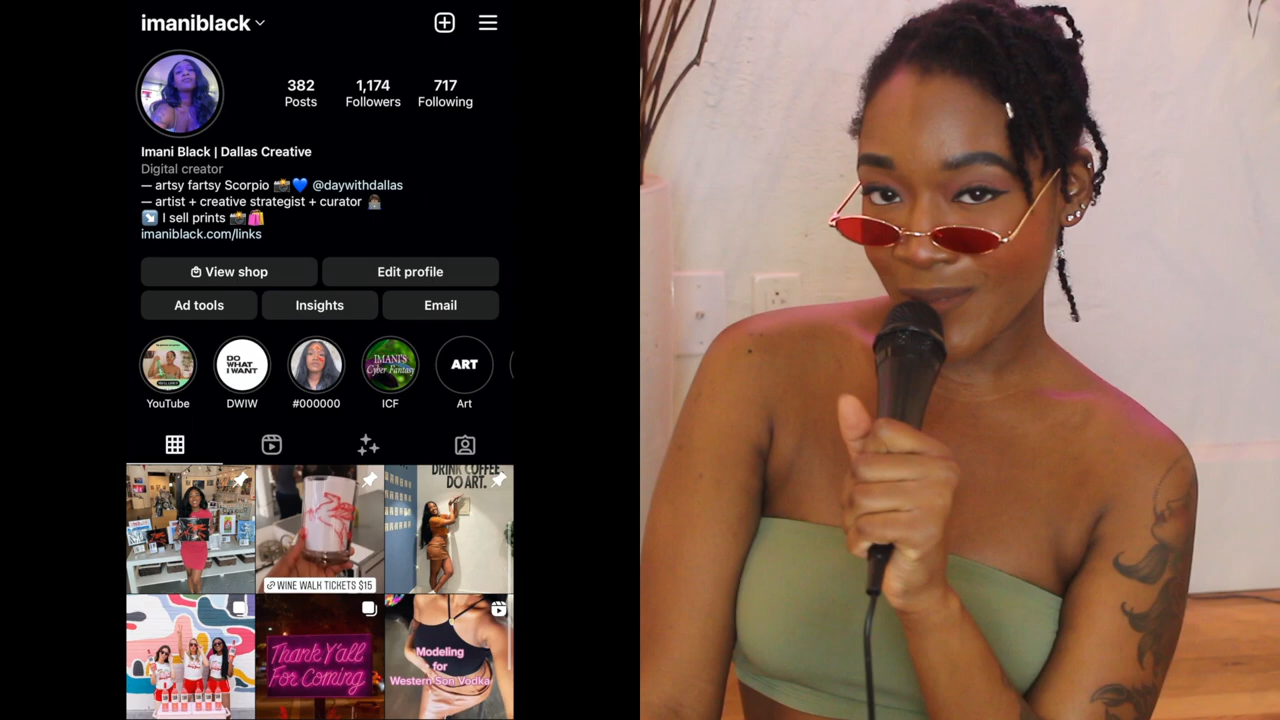 imaniblack
382
1,174
717
Posts
Followers
Following
Imani Black | Dallas Creative
Digital creator
— artsy fartsy Scorpio 📸💙 @daywithdallas
— artist + creative strategist + curator 👩🏾‍🎨
↘️ I sell prints 📸🛍️
imaniblack.com/links
View shop
Edit profile
Ad tools
Insights
Email
DO
WHAT
I WANT
IMANI'S
Cyber Fantasy
ART
YouTube
DWIW
#000000
ICF
Art
DRINK COFFEE
DO ART.
WINE WALK TICKETS $15
Thank Y'all
For Coming
Modeling
for
Western Son Vodka